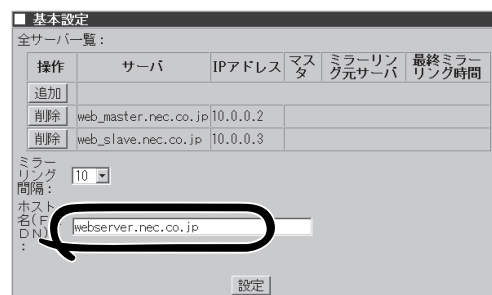 ■ 基本設定
全サーバー一覧：
操作 サーバ IPアドレス マスタ ミラーリング元サーバ 最終ミラーリング時間
追加
削除 web_master.nec.co.jp 10.0.0.2
削除 web_slave.nec.co.jp 10.0.0.3
ミラー
リング 10
間隔：
ホスト
名(F
DN) webserver.nec.co.jp
：
設定